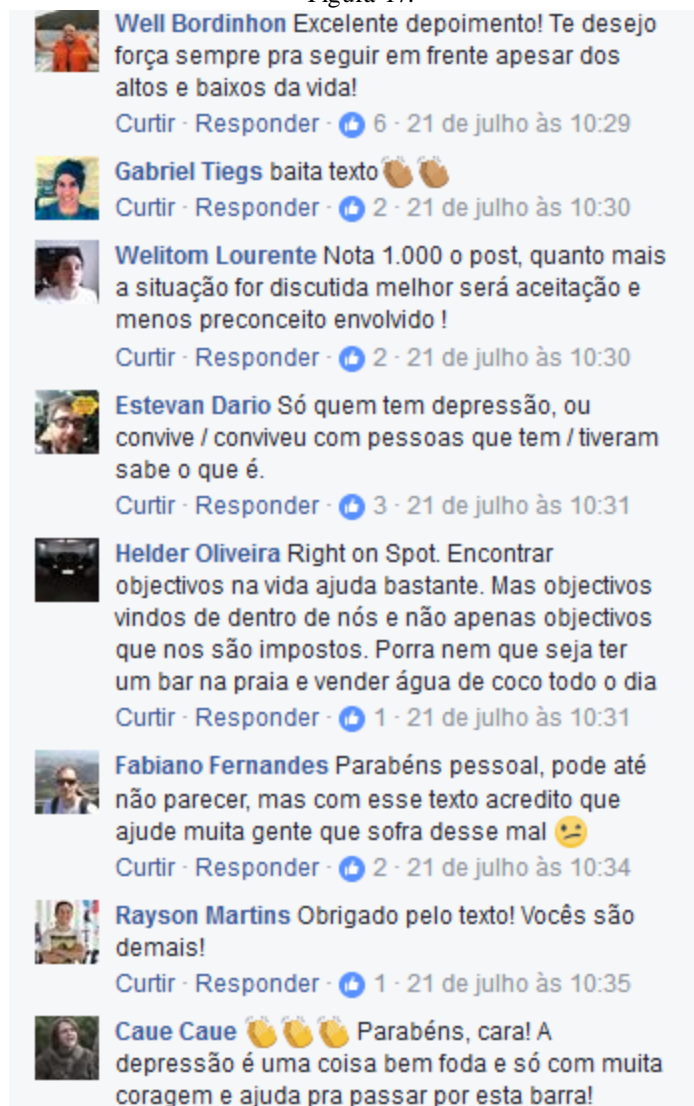 Figura 17.
Well Bordinhon Excelente depoimento! Te desejo
força sempre pra seguir em frente apesar dos
altos e baixos da vida!
Curtir · Responder · 6 · 21 de julho às 10:29
Gabriel Tiegs baita texto👏👏
Curtir · Responder · 2 · 21 de julho às 10:30
Welitom Lourente Nota 1.000 o post, quanto mais
a situação for discutida melhor será aceitação e
menos preconceito envolvido !
Curtir · Responder · 2 · 21 de julho às 10:30
Estevan Dario Só quem tem depressão, ou
convive / conviveu com pessoas que tem / tiveram
sabe o que é.
Curtir · Responder · 3 · 21 de julho às 10:31
Helder Oliveira Right on Spot. Encontrar
objectivos na vida ajuda bastante. Mas objectivos
vindos de dentro de nós e não apenas objectivos
que nos são impostos. Porra nem que seja ter
um bar na praia e vender água de coco todo o dia
Curtir · Responder · 1 · 21 de julho às 10:31
Fabiano Fernandes Parabéns pessoal, pode até
não parecer, mas com esse texto acredito que
ajude muita gente que sofra desse mal 🫤
Curtir · Responder · 2 · 21 de julho às 10:34
Rayson Martins Obrigado pelo texto! Vocês são
demais!
Curtir · Responder · 1 · 21 de julho às 10:35
Caue Caue 👏👏👏 Parabéns, cara! A
depressão é uma coisa bem foda e só com muita
coragem e ajuda pra passar por esta barra!